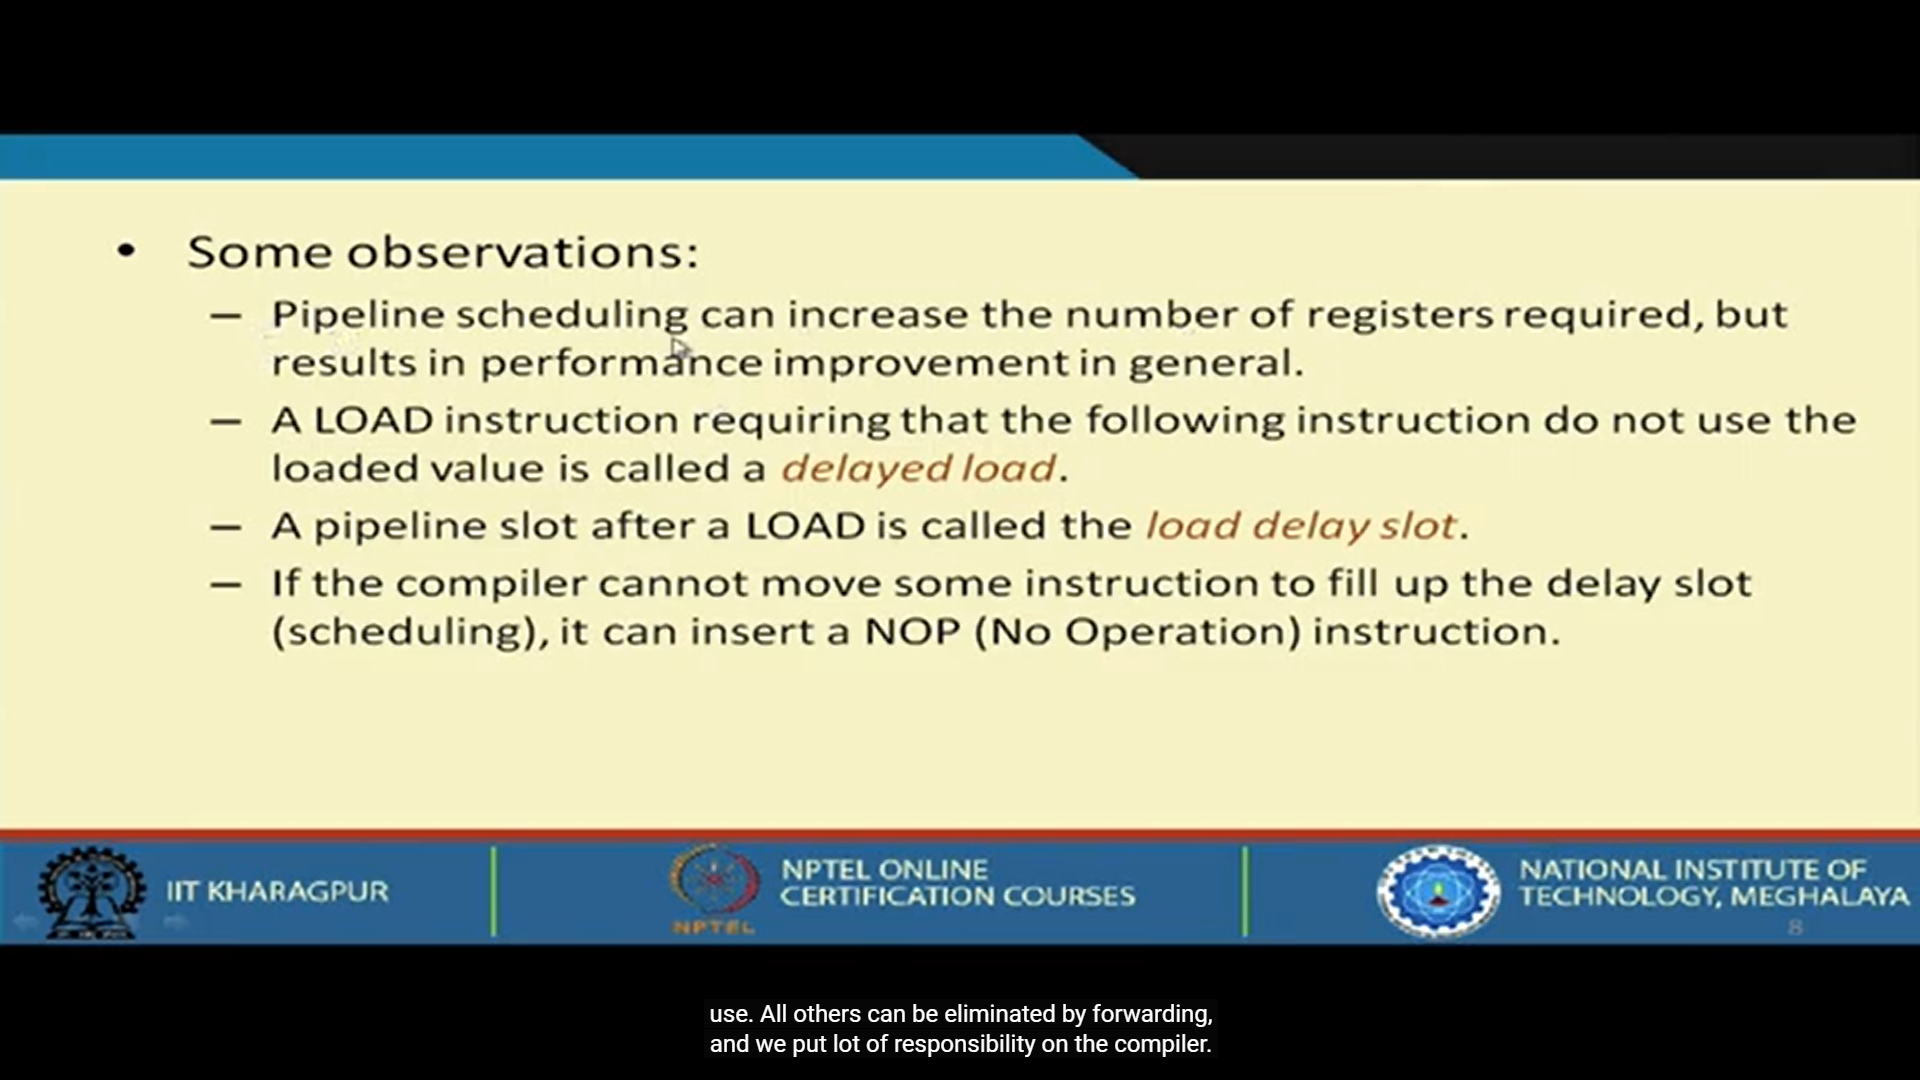 • Some observations:
– Pipeline scheduling can increase the number of registers required, but
results in performance improvement in general.
– A LOAD instruction requiring that the following instruction do not use the
loaded value is called a delayed load.
– A pipeline slot after a LOAD is called the load delay slot.
– If the compiler cannot move some instruction to fill up the delay slot
(scheduling), it can insert a NOP (No Operation) instruction.
IIT KHARAGPUR
NPTEL
NPTEL ONLINE
CERTIFICATION COURSES
NATIONAL INSTITUTE OF
TECHNOLOGY, MEGHALAYA
8
use. All others can be eliminated by forwarding,
and we put lot of responsibility on the compiler.